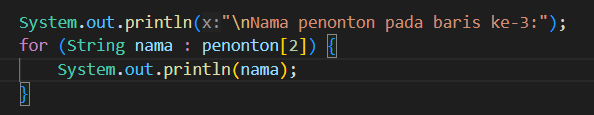 System.out.println(x:"\nNama penonton pada baris ke-3:");
for (String nama : penonton[2]) {
    System.out.println(nama);
}